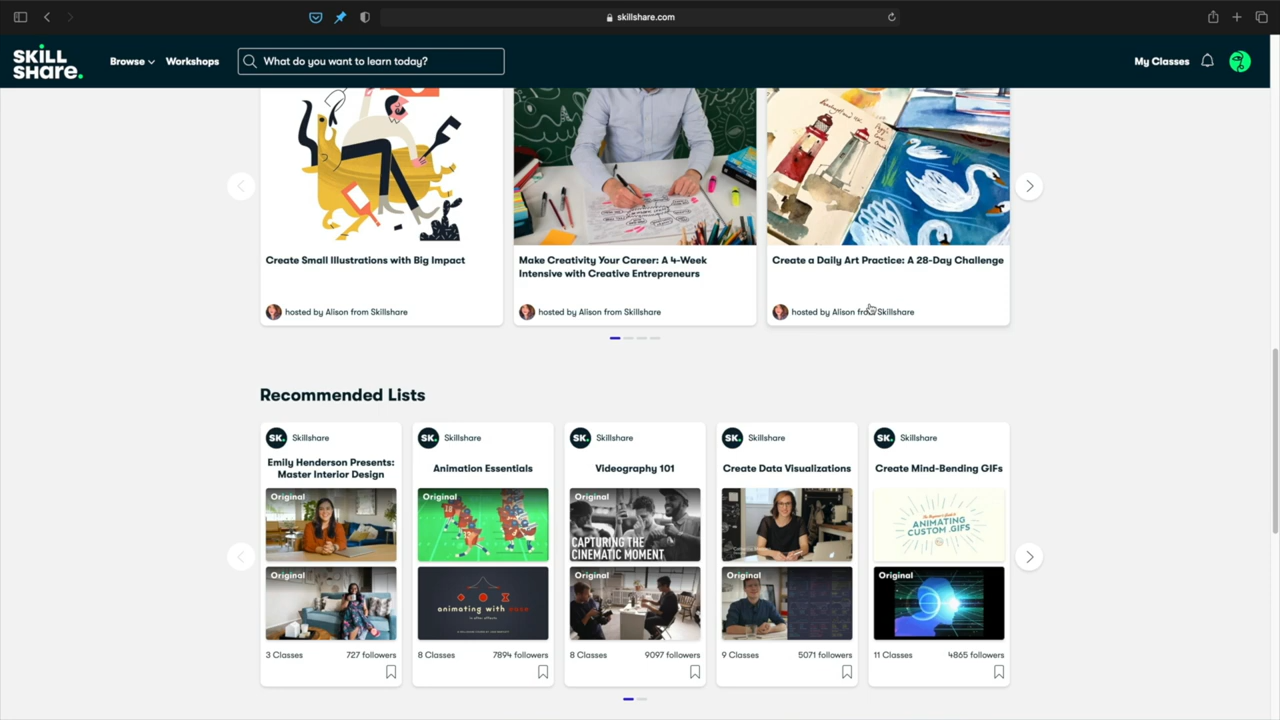 skillshare.com
SKILL
SHARE.
Browse
Workshops
What do you want to learn today?
My Classes
Create Small Illustrations with Big Impact
hosted by Alison from Skillshare
Make Creativity Your Career: A 4-Week
Intensive with Creative Entrepreneurs
hosted by Alison from Skillshare
Create a Daily Art Practice: A 28-Day Challenge
hosted by Alison from Skillshare
Recommended Lists
SK. Skillshare
Emily Henderson Presents:
Master Interior Design
Original
Original
3 Classes 727 followers
SK. Skillshare
Animation Essentials
Original
animating with ease
8 Classes 7894 followers
SK. Skillshare
Videography 101
Original
CAPTURING THE
CINEMATIC MOMENT
Original
8 Classes 9097 followers
SK. Skillshare
Create Data Visualizations
Original
9 Classes 5071 followers
SK. Skillshare
Create Mind-Bending GIFs
ANIMATING
CUSTOM .GIFS
Original
11 Classes 4865 followers